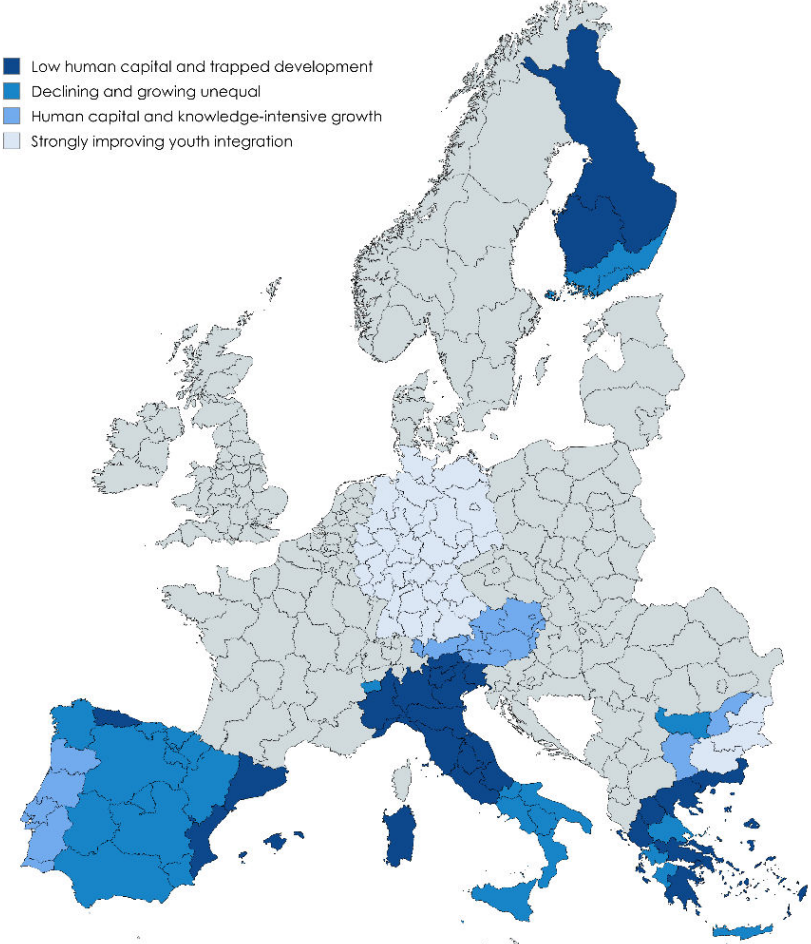 Low human capital and trapped development
Declining and growing unequal
Human capital and knowledge-intensive growth
Strongly improving youth integration